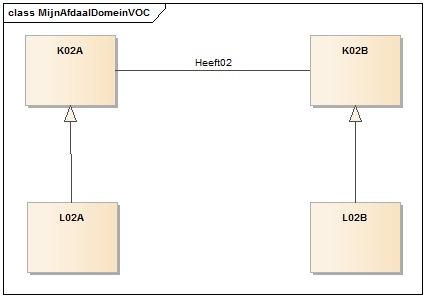 class MijnAfdaalDomeinVOC
K02A
K02B
Heeft02
L02A
L02B